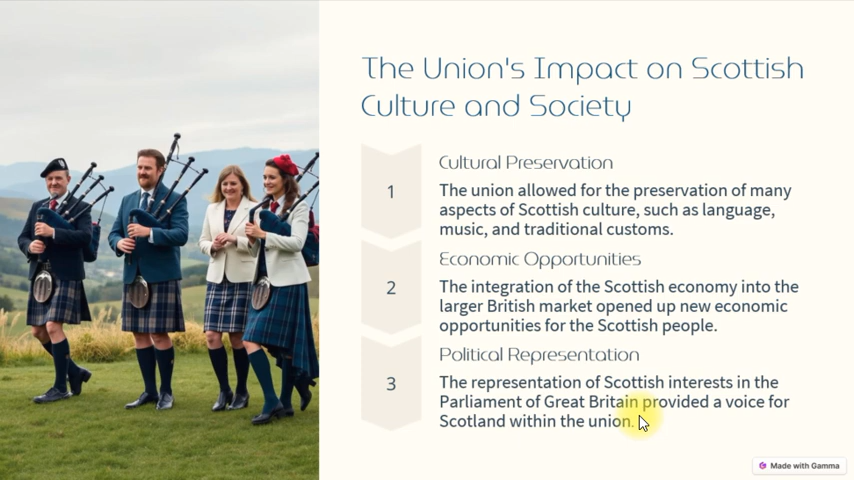 The Union's Impact on Scottish
Culture and Society
1
Cultural Preservation
The union allowed for the preservation of many
aspects of Scottish culture, such as language,
music, and traditional customs.
2
Economic Opportunities
The integration of the Scottish economy into the
larger British market opened up new economic
opportunities for the Scottish people.
3
Political Representation
The representation of Scottish interests in the
Parliament of Great Britain provided a voice for
Scotland within the union.
Made with Gamma